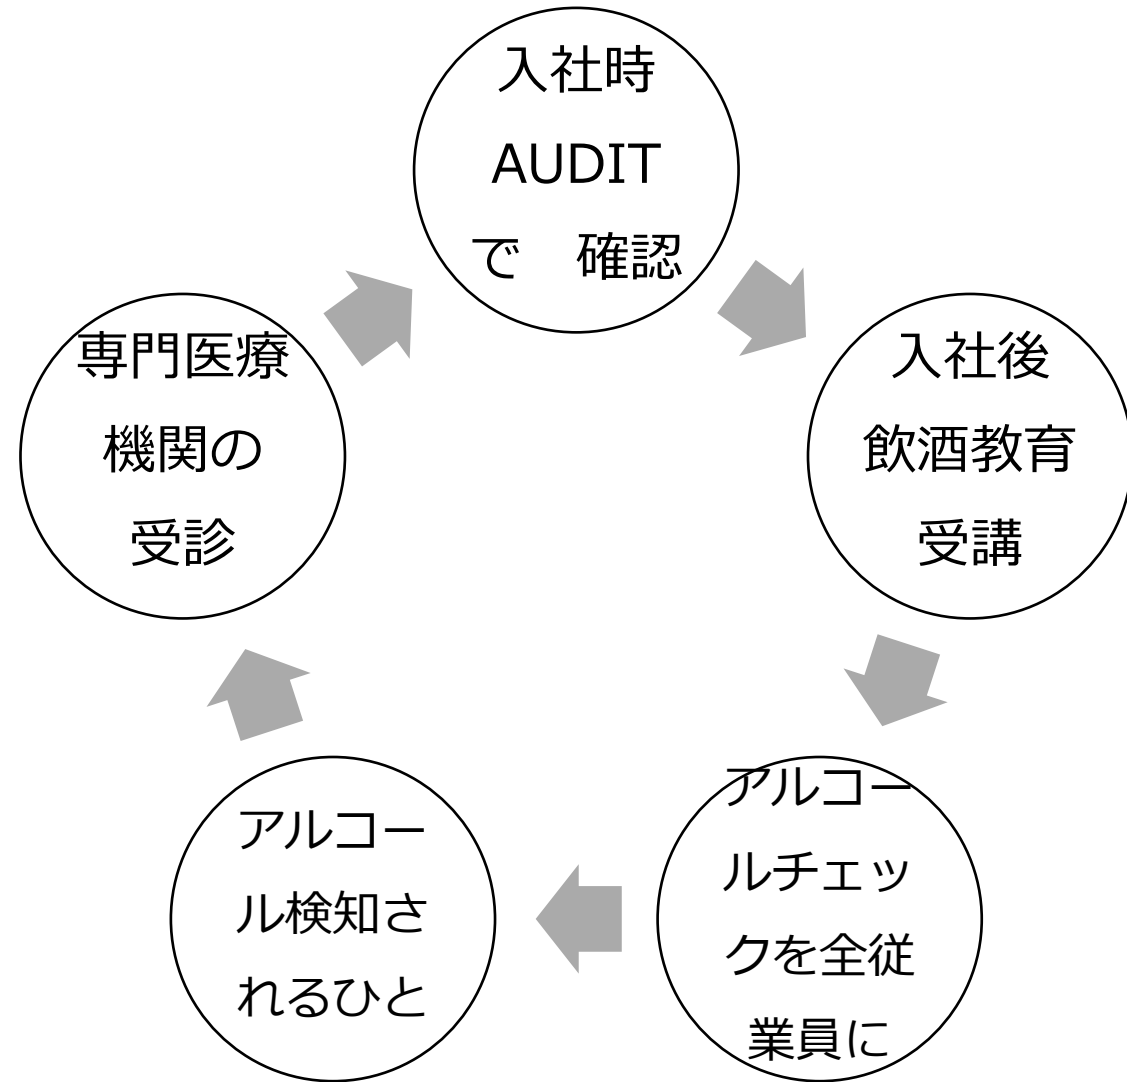 入社時
AUDIT
で　確認
入社後
飲酒教育
受講
アルコー
ルチェッ
クを全従
業員に
アルコー
ル検知さ
れるひと
専門医療
機関の
受診